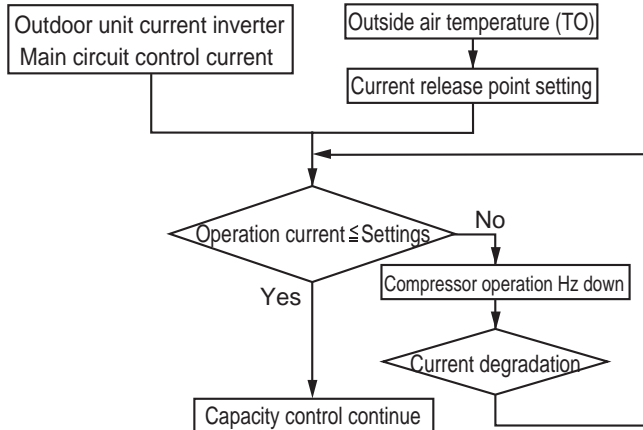 Outdoor unit current inverter
Main circuit control current
Outside air temperature (TO)
Current release point setting
Operation current ≦ Settings
No
Yes
Compressor operation Hz down
Current degradation
Capacity control continue